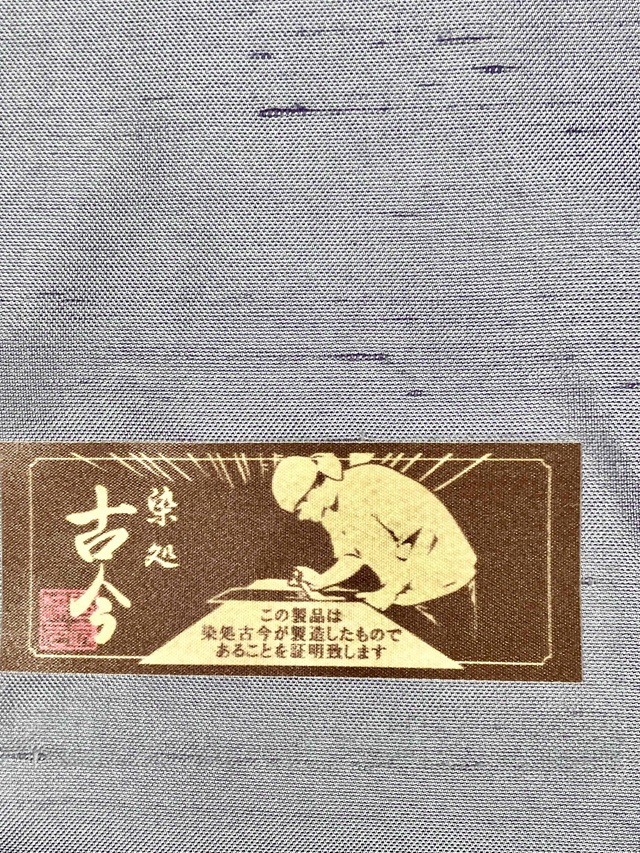 染処
古今
この製品は
染処古今が製造したもので
あることを証明致します